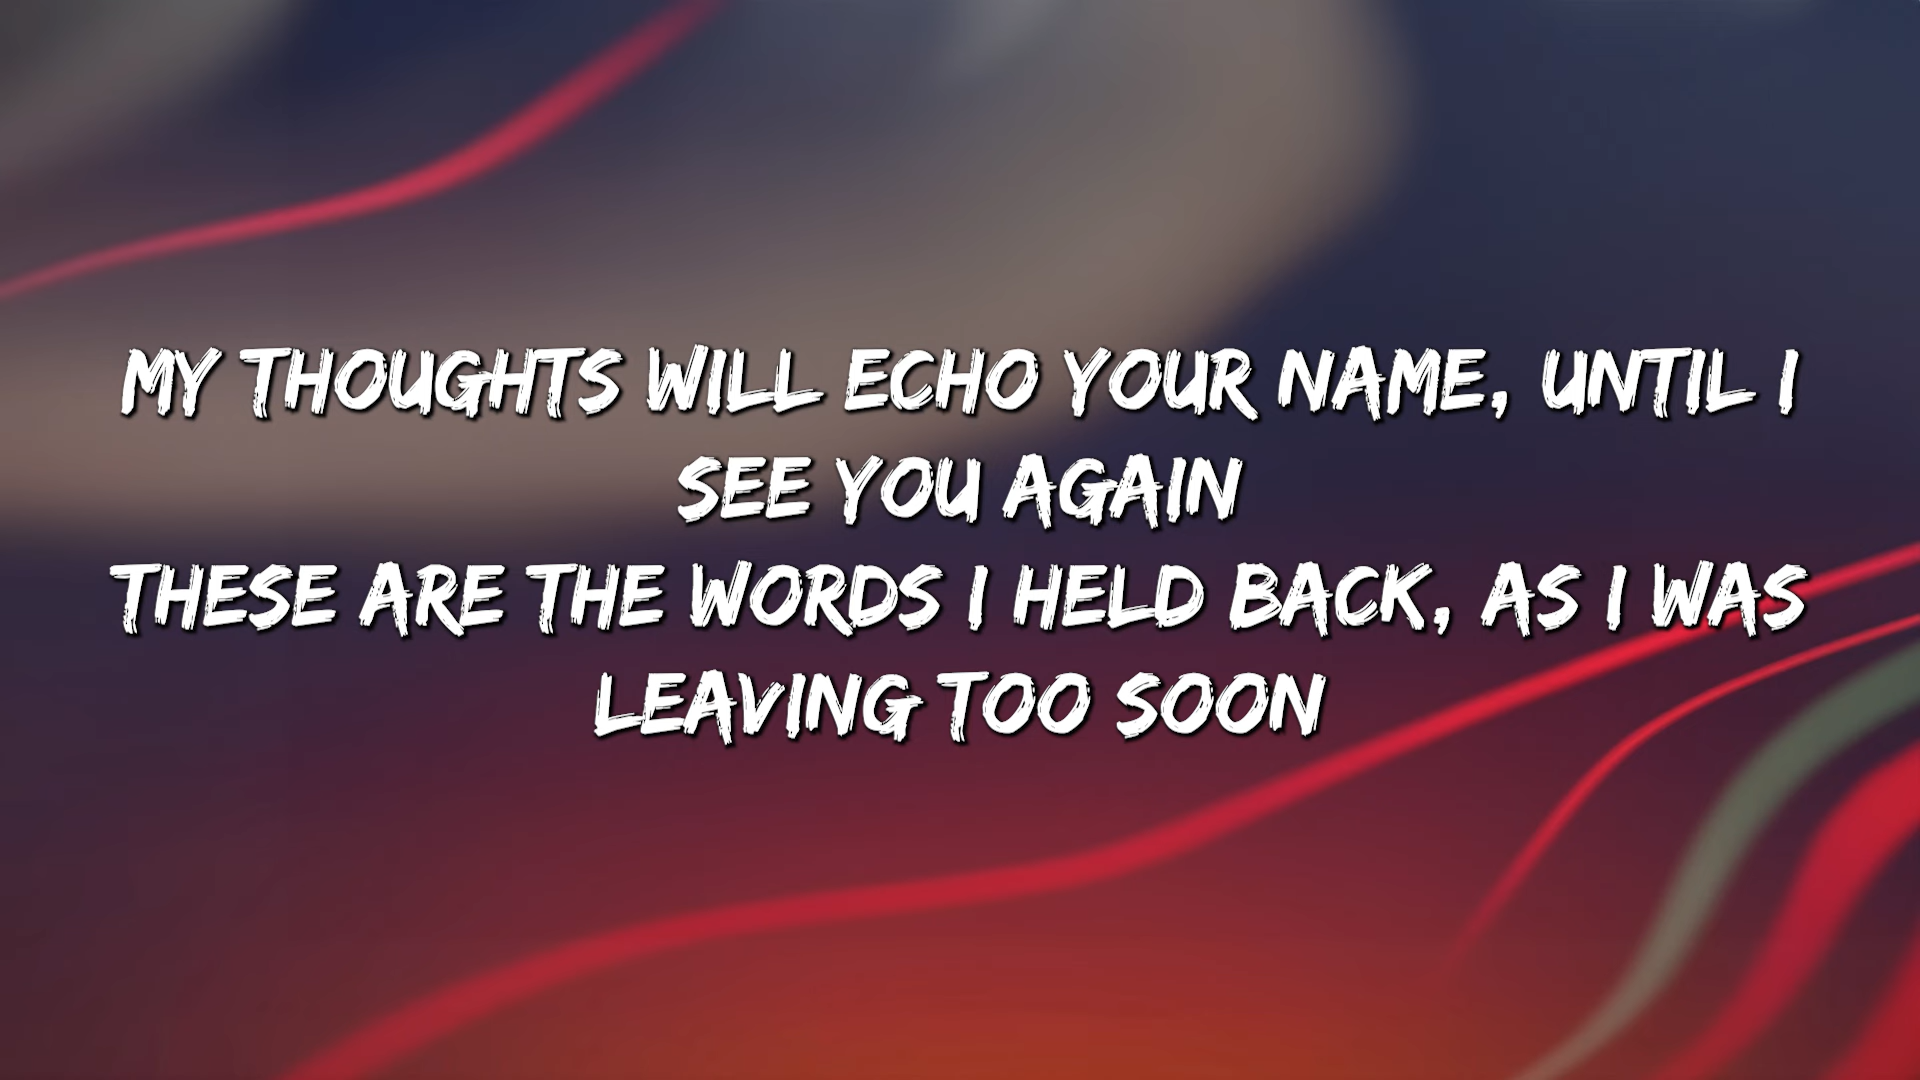 MY THOUGHTS WILL ECHO YOUR NAME, UNTIL I
SEE YOU AGAIN
THESE ARE THE WORDS I HELD BACK, AS I WAS
LEAVING TOO SOON